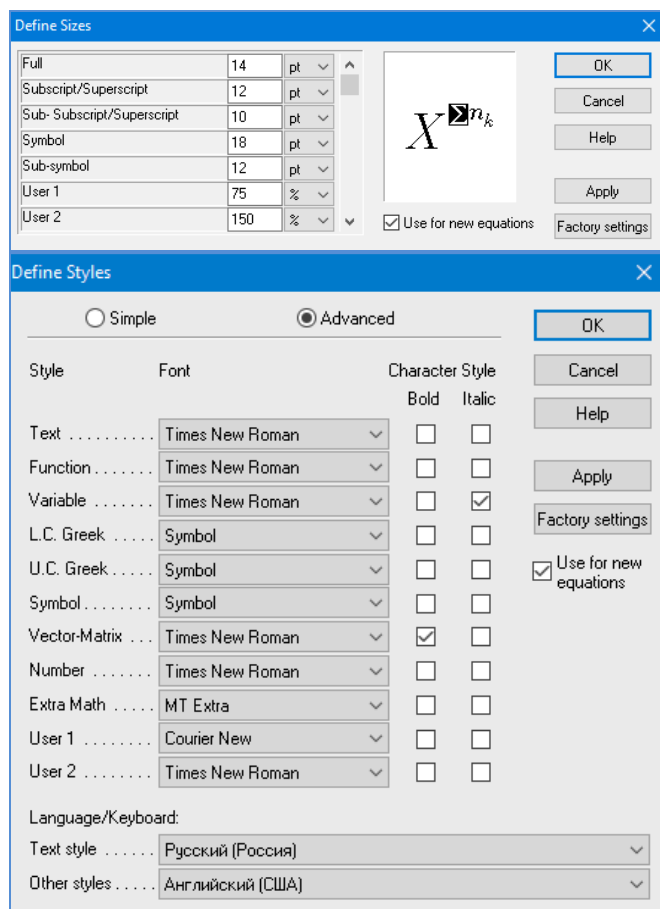 Define Sizes
Full 14 pt
Subscript/Superscript 12 pt
Sub- Subscript/Superscript 10 pt
Symbol 18 pt
Sub-symbol 12 pt
User 1 75 %
User 2 150 %
X Σ n k
Use for new equations
OK
Cancel
Help
Apply
Factory settings
Define Styles
Simple Advanced
Style Font Character Style
Bold Italic
Text . . . . . . . . . . Times New Roman
Function . . . . . . . Times New Roman
Variable . . . . . . . Times New Roman
L.C. Greek . . . . . Symbol
U.C. Greek . . . . . Symbol
Symbol . . . . . . . . Symbol
Vector-Matrix . . . Times New Roman
Number . . . . . . . Times New Roman
Extra Math . . . . . MT Extra
User 1 . . . . . . . . Courier New
User 2 . . . . . . . . Times New Roman
Language/Keyboard:
Text style . . . . . . Русский (Россия)
Other styles . . . . . Английский (США)
OK
Cancel
Help
Apply
Factory settings
Use for new
equations